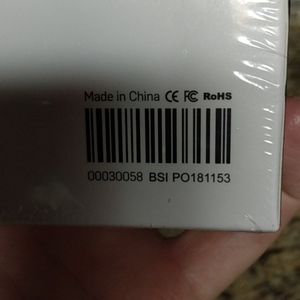 Made in China CE FC RoHS
00030058 BSI PO181153